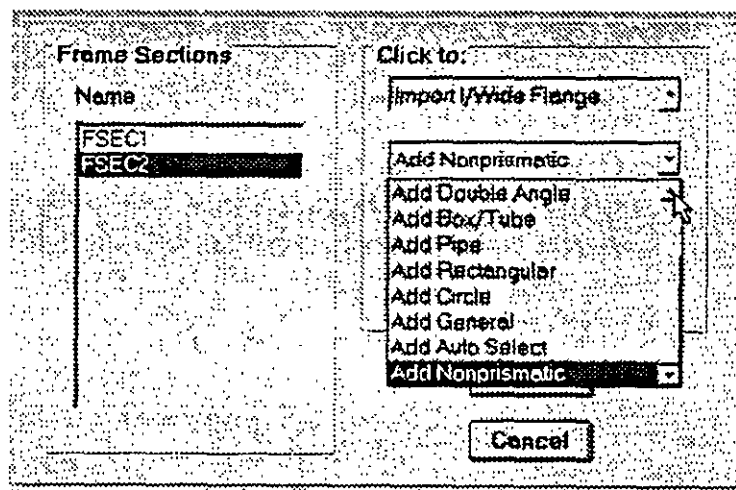 Frame Sections
Name
FSEC1
FSEC2
Click to:
Import I/Wide Flange
Add Nonprismatic
Add Double Angle
Add Box/Tube
Add Pipe
Add Rectangular
Add Circle
Add General
Add Auto Select
Add Nonprismatic
Cancel